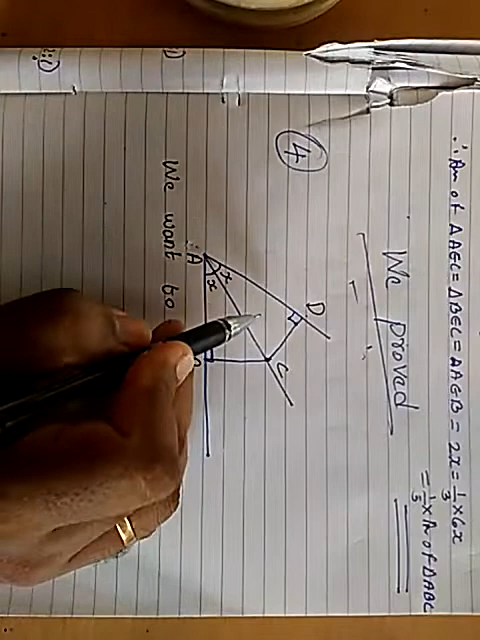 ∴ Ar of ΔAGC = ΔBGC = ΔAGB = 2x = 1/3 × 6x
= 1/3 × Ar of ΔABC
We proved
④
A
x
x
D
C
We want to